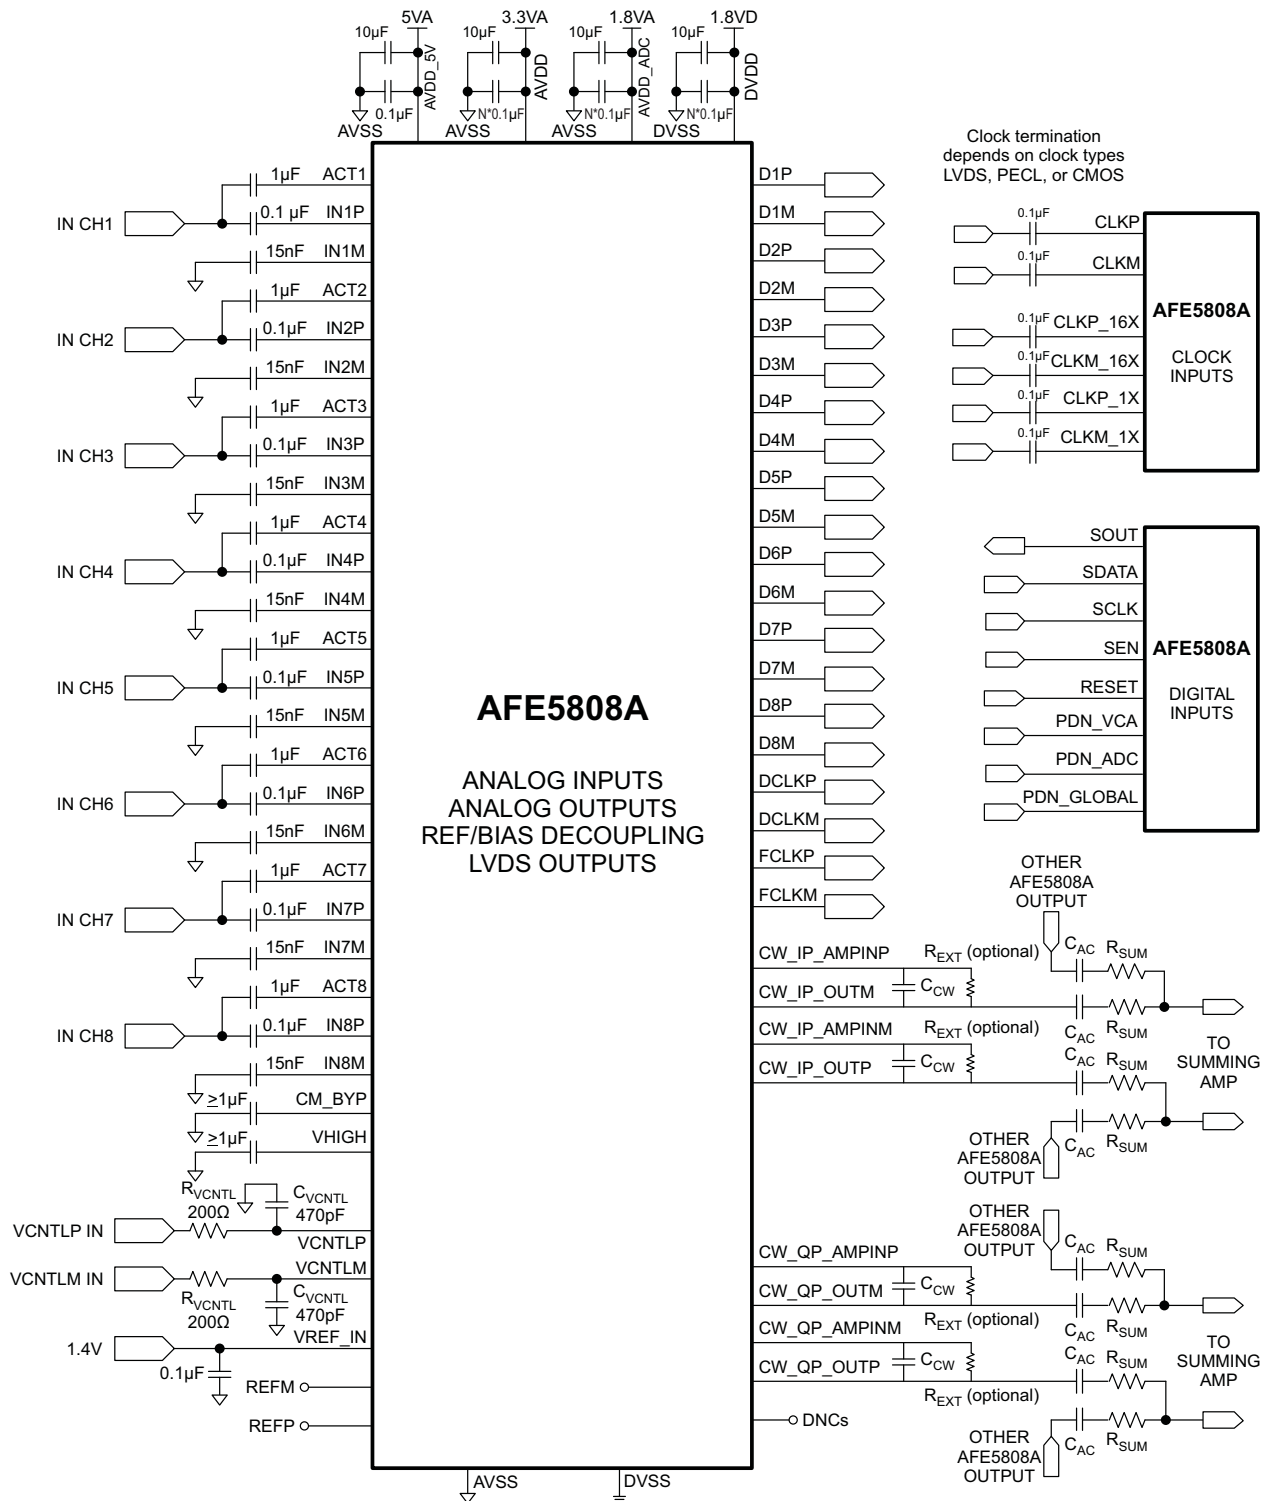 5VA
3.3VA
1.8VA
1.8VD
10µF
10µF
10µF
10µF
AVDD_5V
AVDD
AVDD_ADC
DVDD
0.1µF
N*0.1µF
N*0.1µF
N*0.1µF
AVSS
AVSS
AVSS
DVSS
1µF ACT1
IN CH1
0.1 µF IN1P
15nF IN1M
1µF ACT2
IN CH2
0.1µF IN2P
15nF IN2M
1µF ACT3
IN CH3
0.1µF IN3P
15nF IN3M
1µF ACT4
IN CH4
0.1µF IN4P
15nF IN4M
1µF ACT5
IN CH5
0.1µF IN5P
15nF IN5M
1µF ACT6
IN CH6
0.1µF IN6P
15nF IN6M
1µF ACT7
IN CH7
0.1µF IN7P
15nF IN7M
1µF ACT8
IN CH8
0.1µF IN8P
15nF IN8M
≥1µF CM_BYP
≥1µF VHIGH
RVCNTL
200Ω
CVCNTL
470pF
VCNTLP IN
VCNTLP
VCNTLM IN
VCNTLM
RVCNTL
200Ω
CVCNTL
470pF
1.4V
VREF_IN
0.1µF
REFM
REFP
AFE5808A
ANALOG INPUTS
ANALOG OUTPUTS
REF/BIAS DECOUPLING
LVDS OUTPUTS
AVSS
DVSS
D1P
D1M
D2P
D2M
D3P
D3M
D4P
D4M
D5P
D5M
D6P
D6M
D7P
D7M
D8P
D8M
DCLKP
DCLKM
FCLKP
FCLKM
CW_IP_AMPINP
REXT (optional)
CW_IP_OUTM
CCW
CW_IP_AMPINM
REXT (optional)
CW_IP_OUTP
CCW
OTHER
AFE5808A
OUTPUT
CAC
RSUM
CAC
RSUM
CAC
RSUM
TO
SUMMING
AMP
OTHER
AFE5808A
OUTPUT
CAC
RSUM
CW_QP_AMPINP
CW_QP_OUTM
CCW
REXT (optional)
CW_QP_AMPINM
CW_QP_OUTP
CCW
REXT (optional)
DNCs
OTHER
AFE5808A
OUTPUT
CAC
RSUM
CAC
RSUM
CAC
RSUM
TO
SUMMING
AMP
OTHER
AFE5808A
OUTPUT
CAC
RSUM
Clock termination
depends on clock types
LVDS, PECL, or CMOS
0.1µF CLKP
0.1µF CLKM
0.1µF CLKP_16X
0.1µF CLKM_16X
0.1µF CLKP_1X
0.1µF CLKM_1X
AFE5808A
CLOCK
INPUTS
SOUT
SDATA
SCLK
SEN
RESET
PDN_VCA
PDN_ADC
PDN_GLOBAL
AFE5808A
DIGITAL
INPUTS